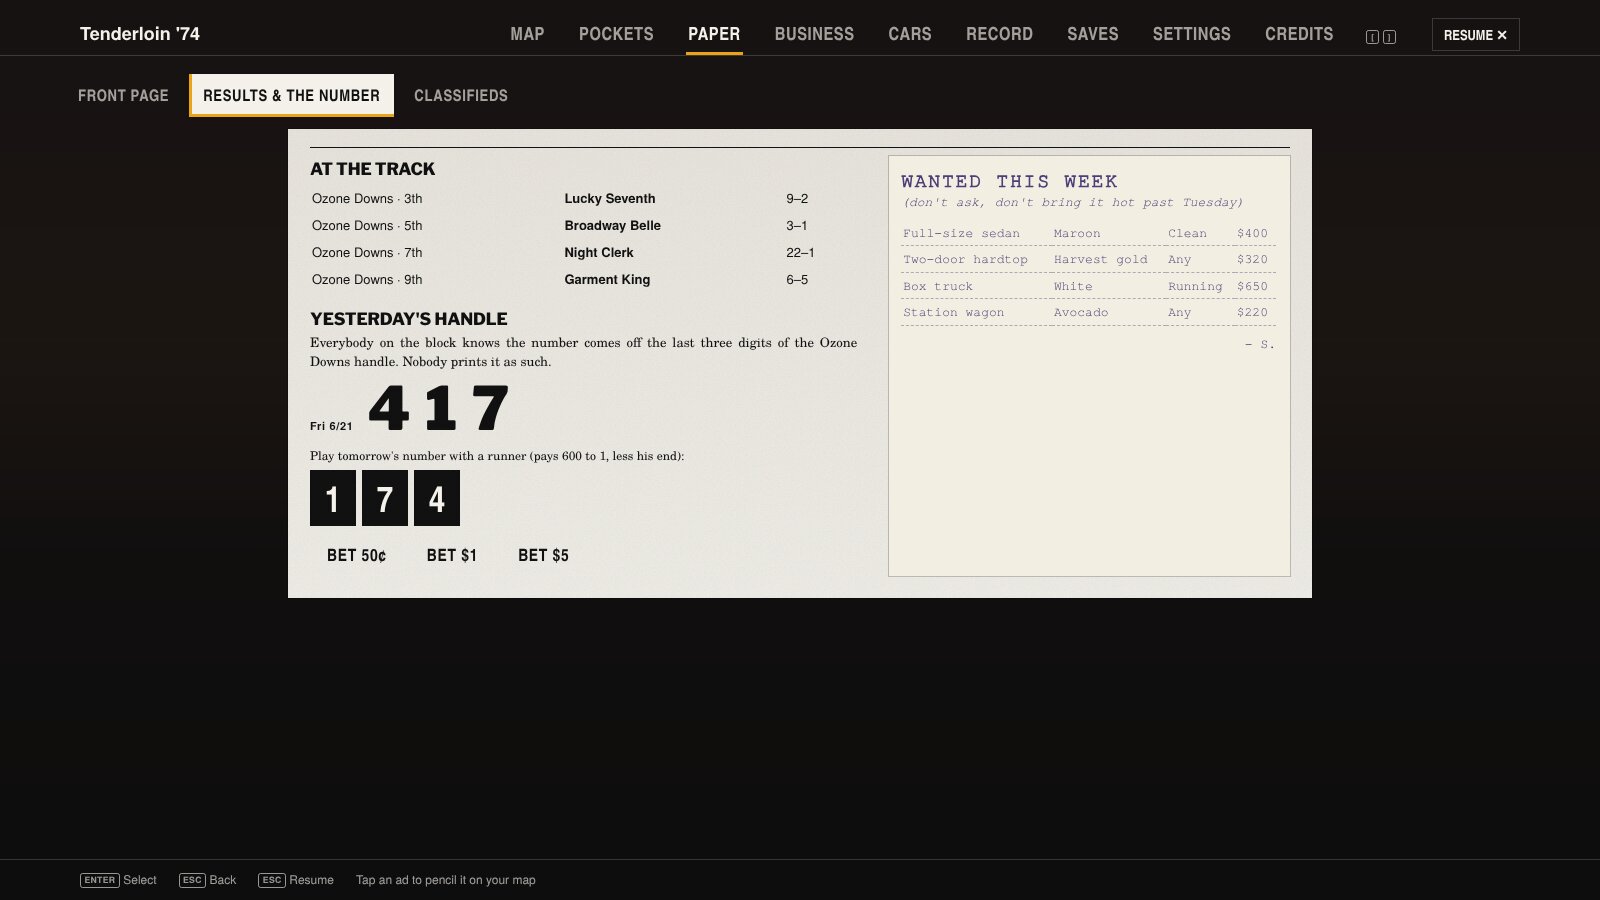 Tenderloin '74
MAP POCKETS PAPER BUSINESS CARS RECORD SAVES SETTINGS CREDITS [ ] RESUME ✕
FRONT PAGE RESULTS & THE NUMBER CLASSIFIEDS
AT THE TRACK
Ozone Downs · 3rd Lucky Seventh 9–2
Ozone Downs · 5th Broadway Belle 3–1
Ozone Downs · 7th Night Clerk 22–1
Ozone Downs · 9th Garment King 6–5
YESTERDAY'S HANDLE
Everybody on the block knows the number comes off the last three digits of the Ozone
Downs handle. Nobody prints it as such.
Fri 6/21 417
Play tomorrow's number with a runner (pays 600 to 1, less his end):
1 7 4
BET 50¢ BET $1 BET $5
WANTED THIS WEEK
(don't ask, don't bring it hot past Tuesday)
Full-size sedan Maroon Clean $400
Two-door hardtop Harvest gold Any $320
Box truck White Running $650
Station wagon Avocado Any $220
– S.
ENTER Select ESC Back ESC Resume Tap an ad to pencil it on your map